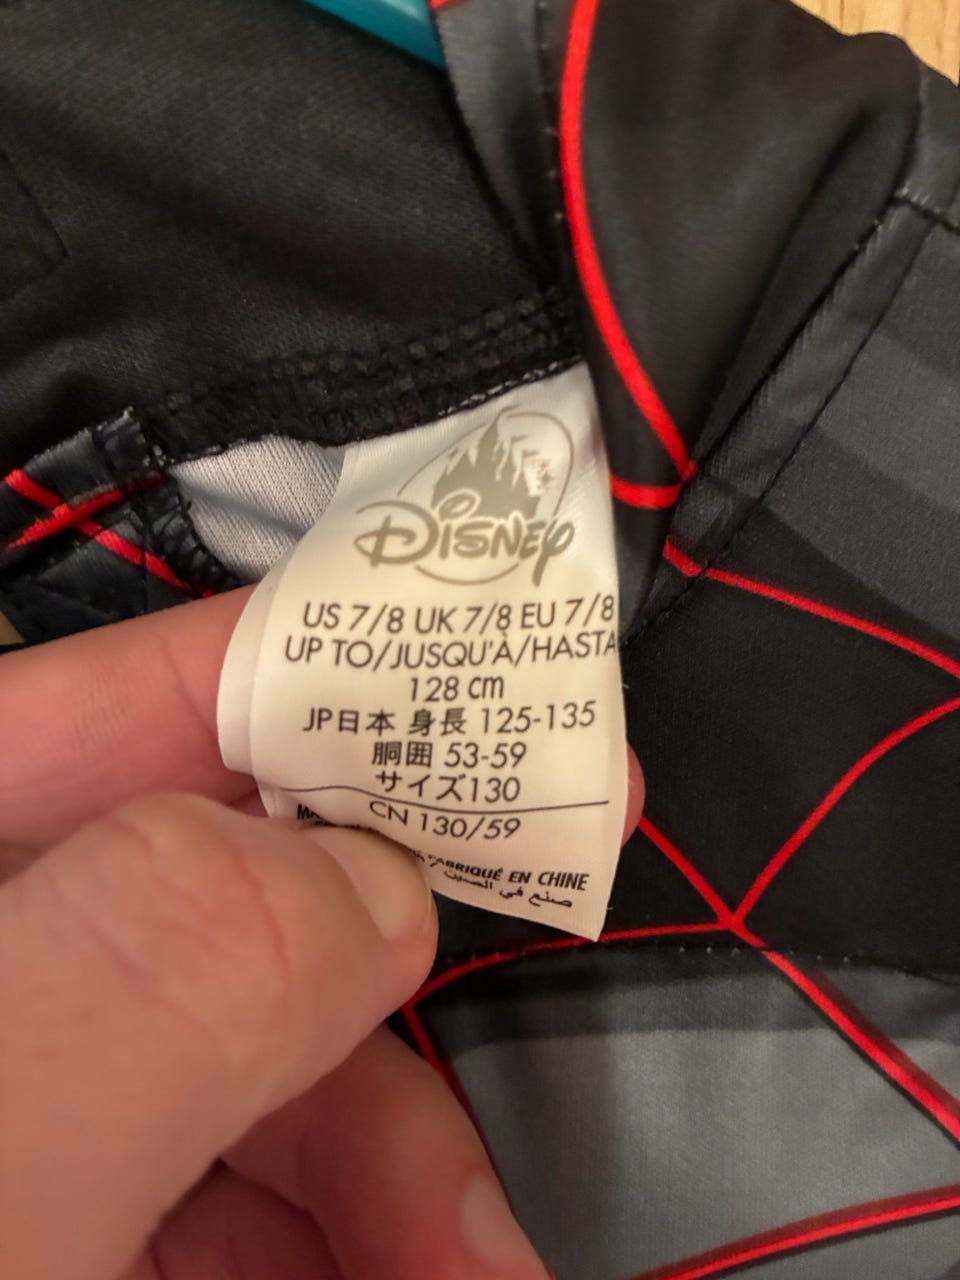 Disney
US 7/8 UK 7/8 EU 7/8
UP TO/JUSQU'À/HASTA
128 cm
JP日本 身長 125-135
胴囲 53-59
サイズ130
CN 130/59
FABRIQUÉ EN CHINE
صنع في الصين